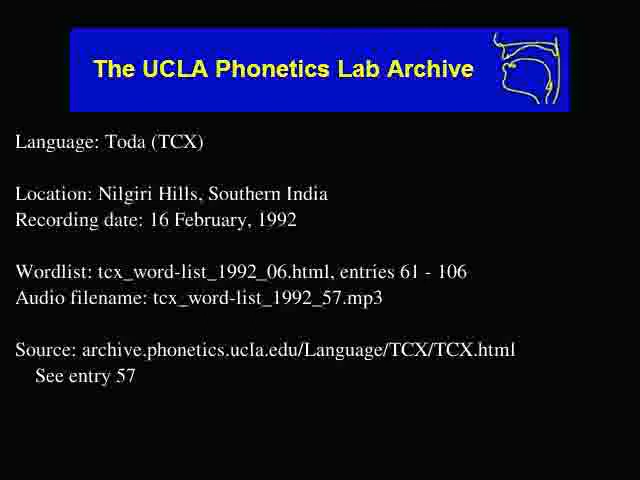 The UCLA Phonetics Lab Archive
Language: Toda (TCX)
Location: Nilgiri Hills, Southern India
Recording date: 16 February, 1992
Wordlist: tcx_word-list_1992_06.html, entries 61 - 106
Audio filename: tcx_word-list_1992_57.mp3
Source: archive.phonetics.ucla.edu/Language/TCX/TCX.html
See entry 57